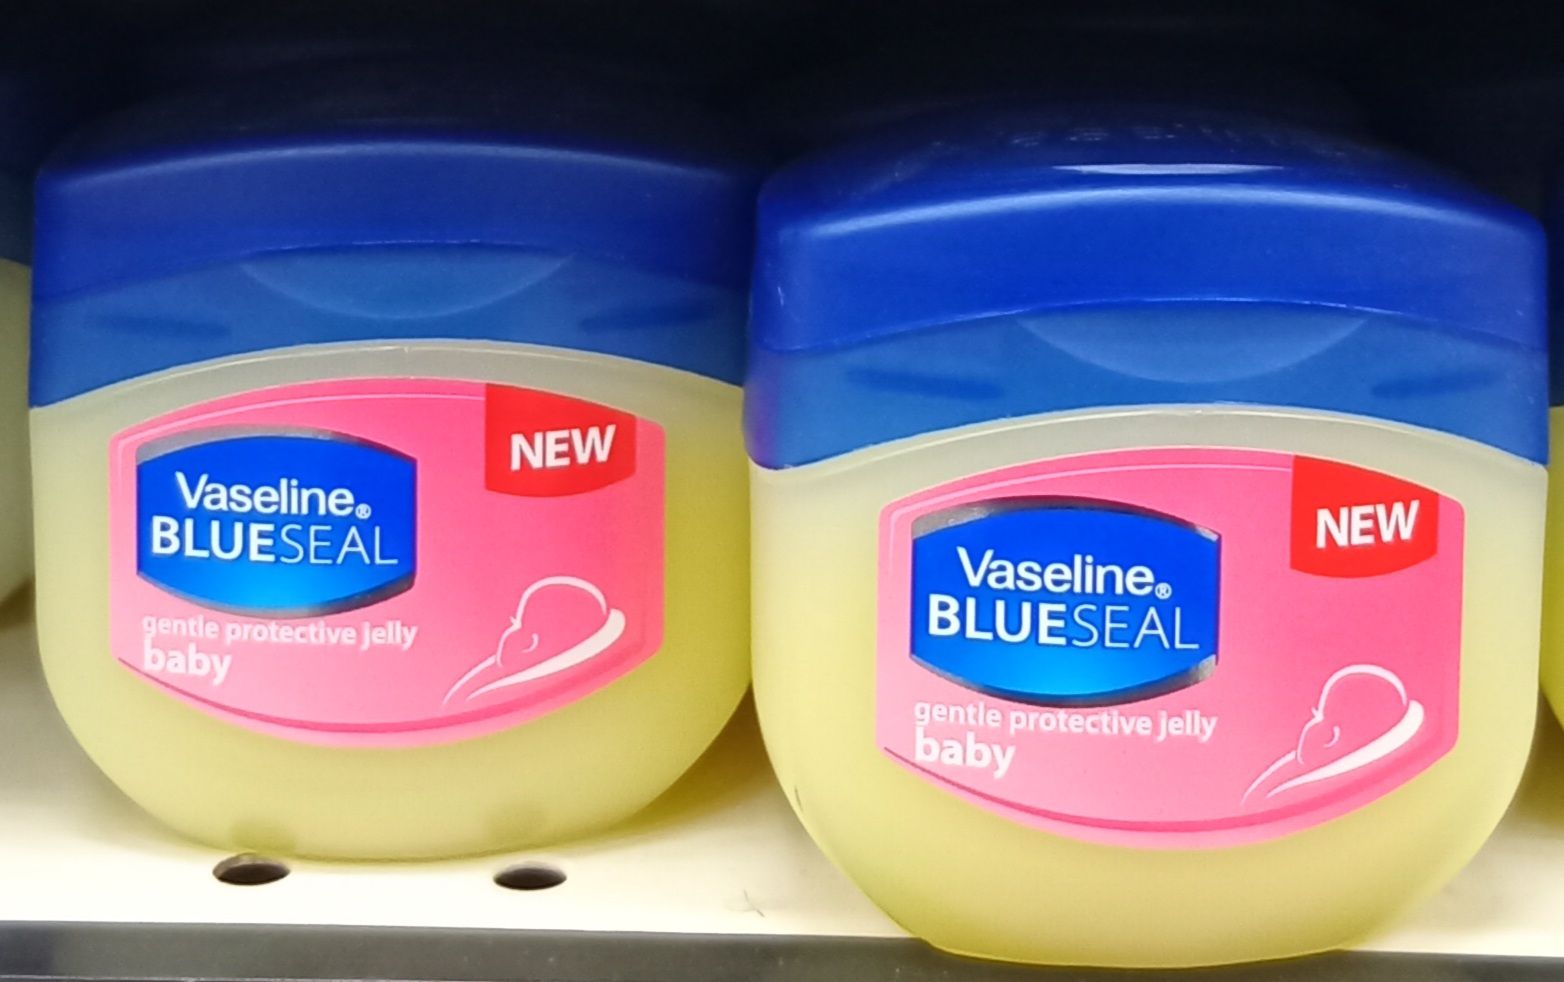 NEW
Vaseline®
BLUESEAL
gentle protective jelly
baby
NEW
Vaseline®
BLUESEAL
gentle protective jelly
baby